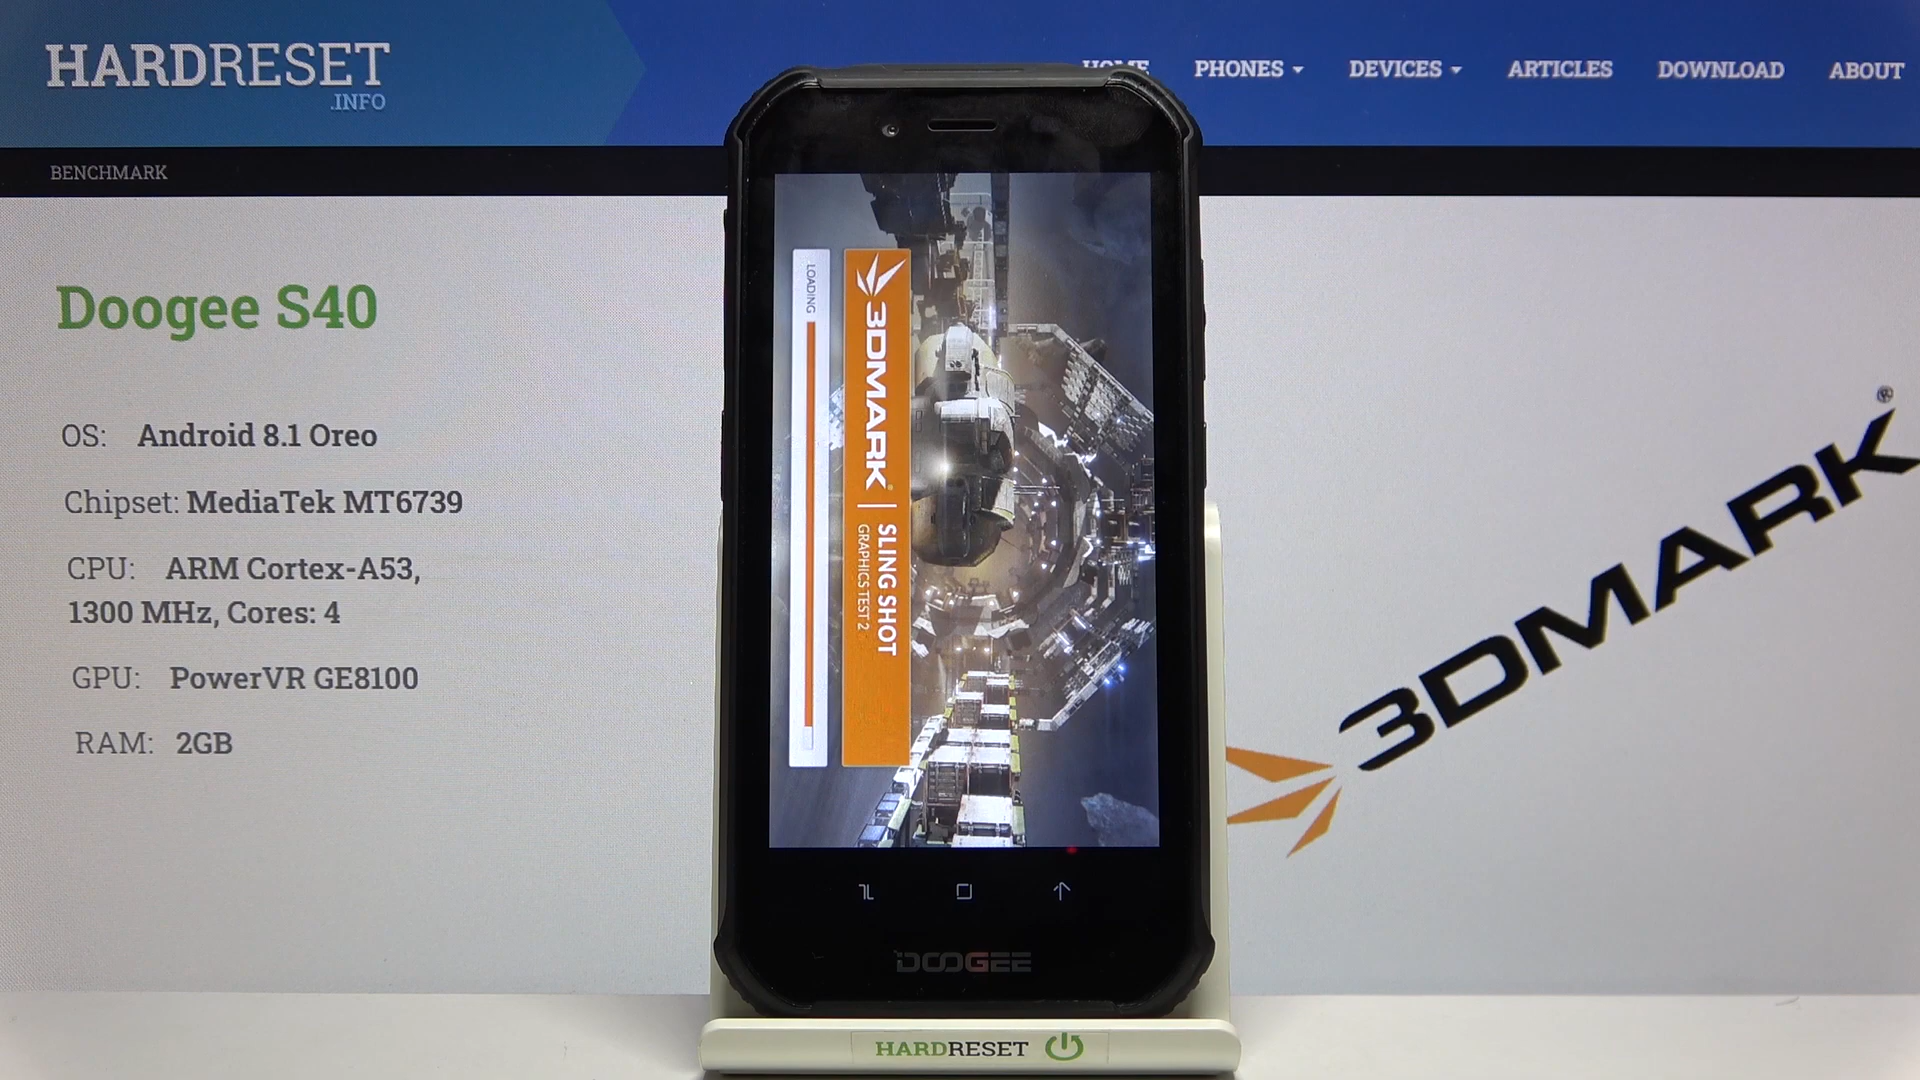 HARDRESET
.INFO
HOME PHONES DEVICES ARTICLES DOWNLOAD ABOUT
BENCHMARK
Doogee S40
OS: Android 8.1 Oreo
Chipset: MediaTek MT6739
CPU: ARM Cortex-A53,
1300 MHz, Cores: 4
GPU: PowerVR GE8100
RAM: 2GB
3DMARK | SLING SHOT
GRAPHICS TEST 2
LOADING
3DMARK®
DOOGEE
HARDRESET